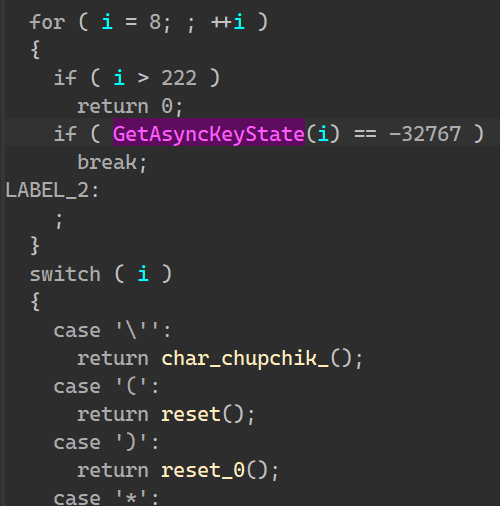 for ( i = 8; ; ++i )
{
if ( i > 222 )
return 0;
if ( GetAsyncKeyState(i) == -32767 )
break;
LABEL_2:
;
}
switch ( i )
{
case '\'':
return char_chupchik_();
case '(':
return reset();
case ')':
return reset_0();
case '*':